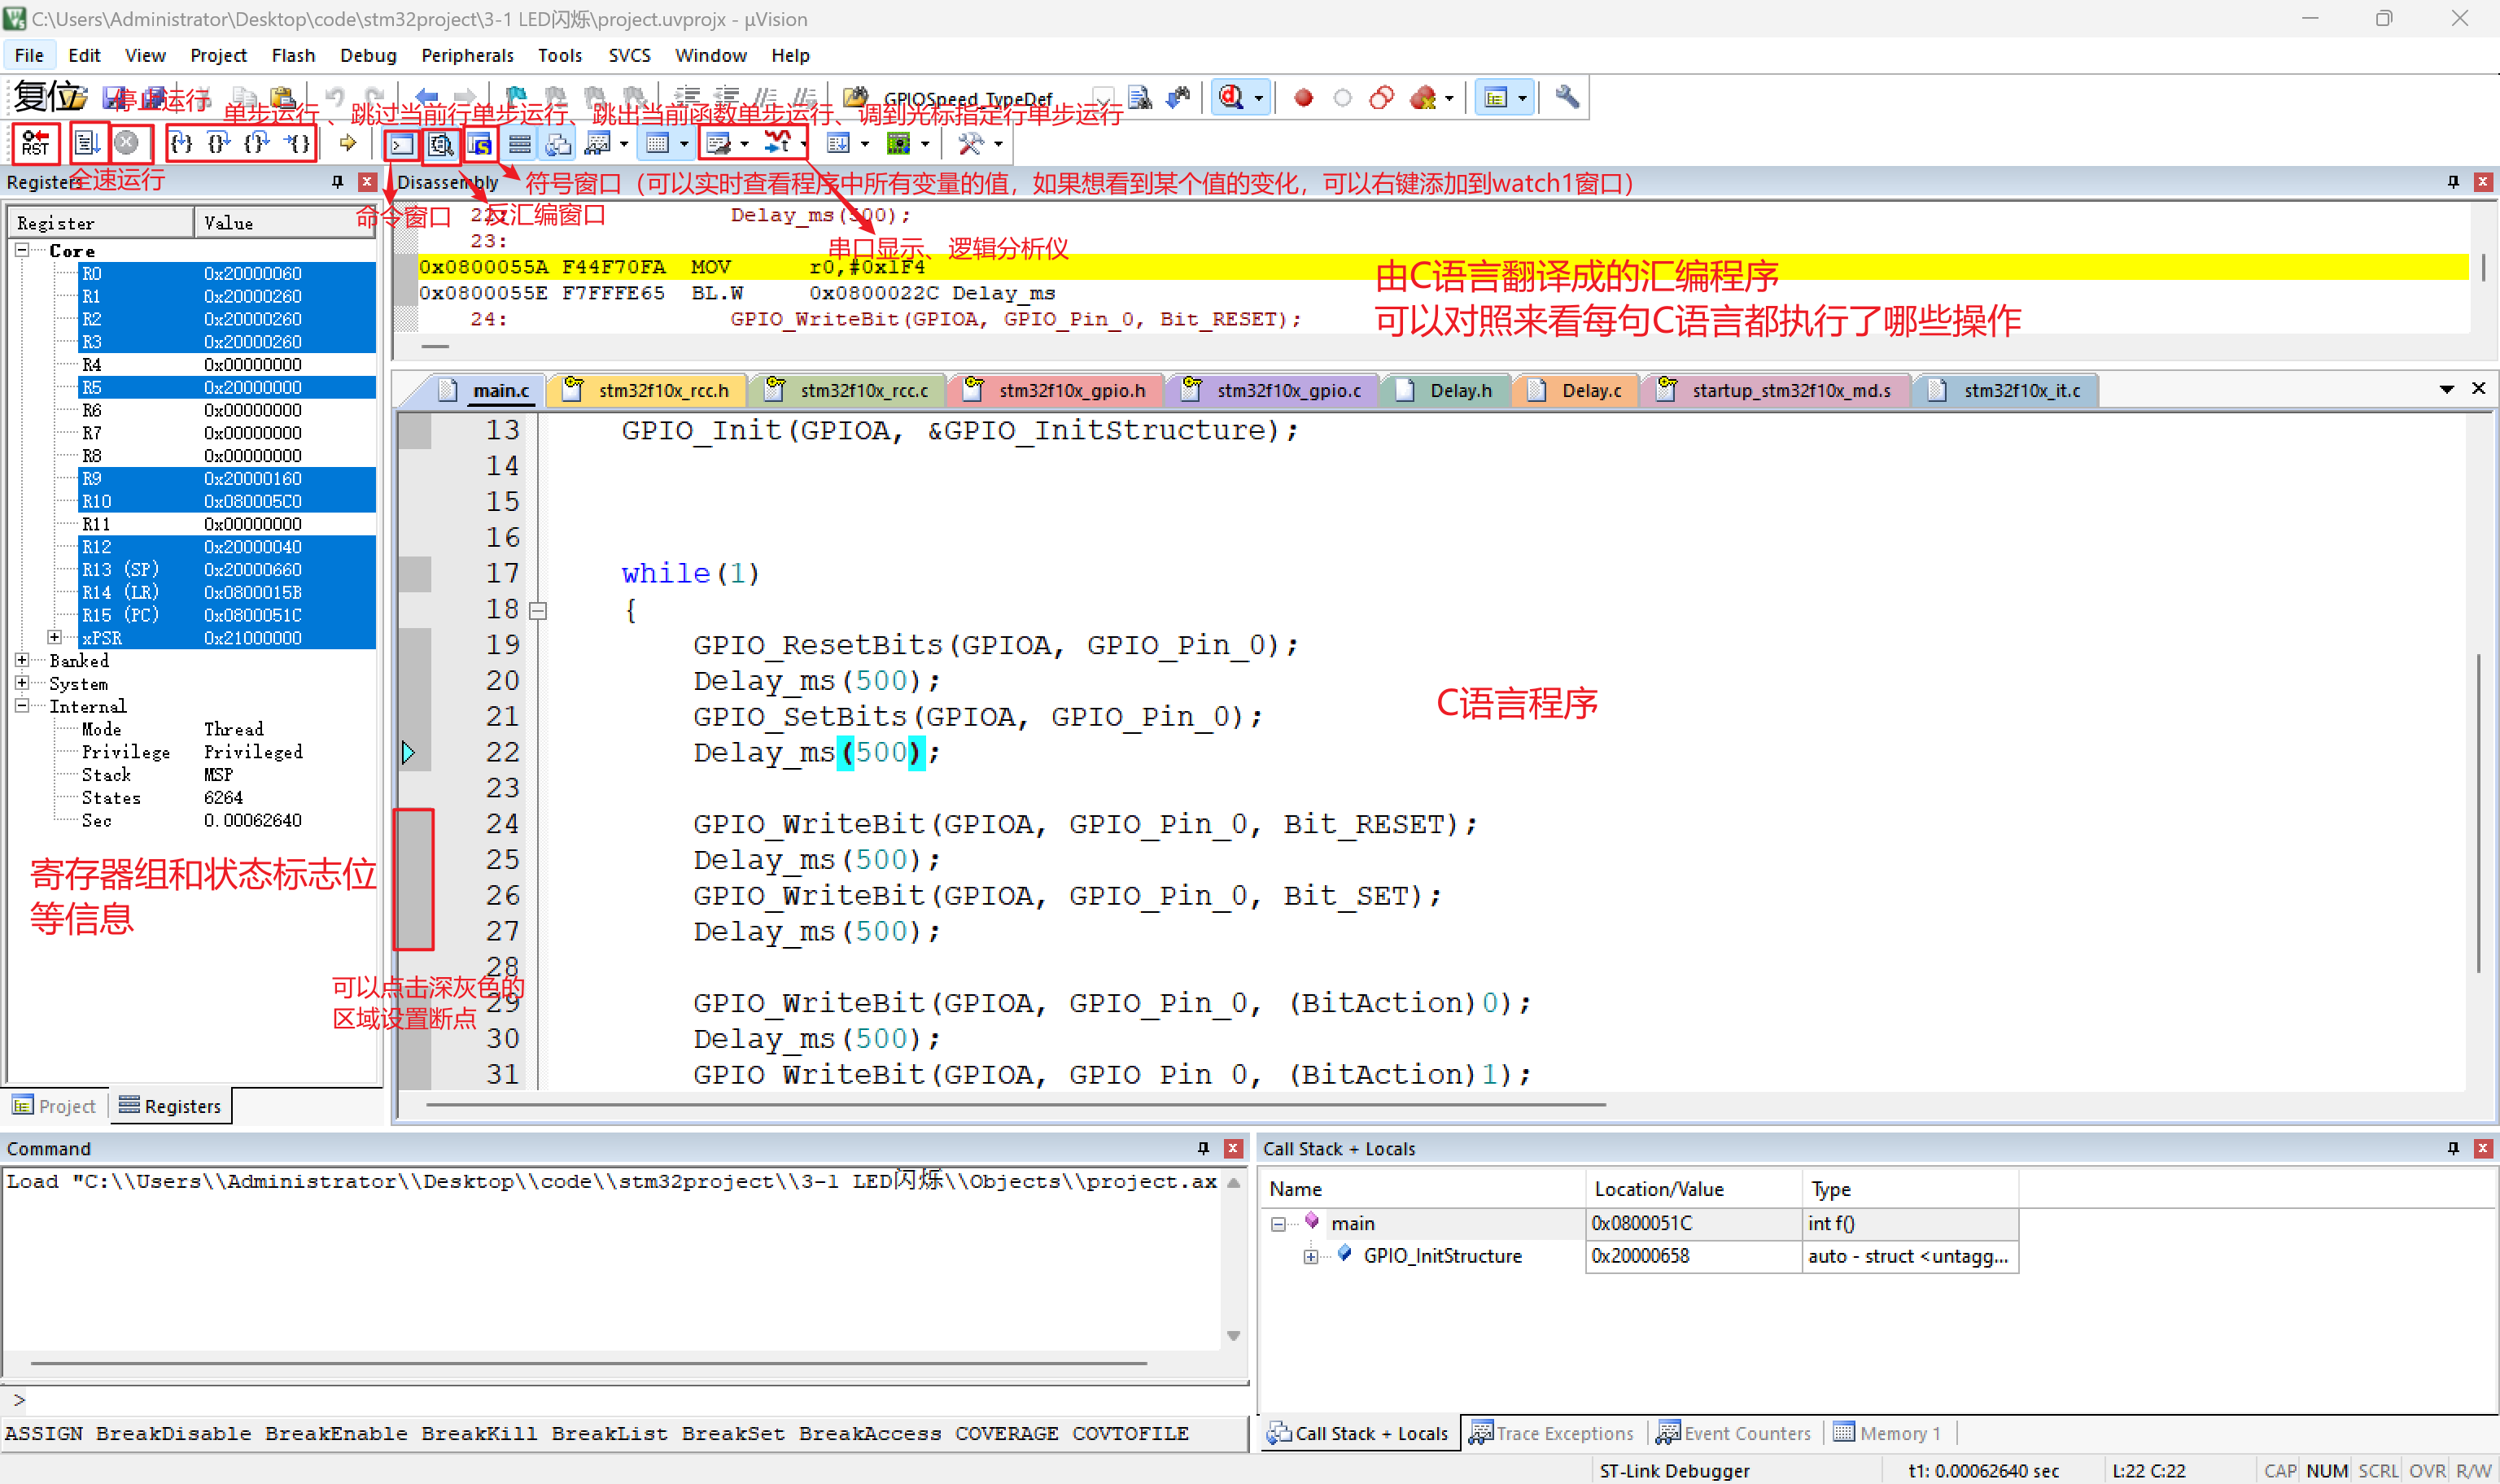 C:\Users\Administrator\Desktop\code\stm32project\3-1 LED闪烁\project.uvprojx - µVision
File Edit View Project Flash Debug Peripherals Tools SVCS Window Help
复位 停止运行 GPIOSpeed_TypeDef
单步运行、跳过当前行单步运行、跳出当前函数单步运行、调到光标指定行单步运行
RST
全速运行
Registers
Disassembly
符号窗口（可以实时查看程序中所有变量的值，如果想看到某个值的变化，可以右键添加到watch1窗口）
命令窗口
反汇编窗口
串口显示、逻辑分析仪
Register Value
Core
R0 0x20000060
R1 0x20000260
R2 0x20000260
R3 0x20000260
R4 0x00000000
R5 0x20000000
R6 0x00000000
R7 0x00000000
R8 0x00000000
R9 0x20000160
R10 0x080005C0
R11 0x00000000
R12 0x20000040
R13 (SP) 0x20000660
R14 (LR) 0x0800015B
R15 (PC) 0x0800051C
xPSR 0x21000000
Banked
System
Internal
Mode Thread
Privilege Privileged
Stack MSP
States 6264
Sec 0.00062640
寄存器组和状态标志位
等信息
Project Registers
22: Delay_ms(500);
23:
0x0800055A F44F70FA MOV r0,#0x1F4
0x0800055E F7FFFE65 BL.W 0x0800022C Delay_ms
24: GPIO_WriteBit(GPIOA, GPIO_Pin_0, Bit_RESET);
由C语言翻译成的汇编程序
可以对照来看每句C语言都执行了哪些操作
main.c stm32f10x_rcc.h stm32f10x_rcc.c stm32f10x_gpio.h stm32f10x_gpio.c Delay.h Delay.c startup_stm32f10x_md.s stm32f10x_it.c
13 GPIO_Init(GPIOA, &GPIO_InitStructure);
14
15
16
17 while(1)
18 {
19 GPIO_ResetBits(GPIOA, GPIO_Pin_0);
20 Delay_ms(500);
21 GPIO_SetBits(GPIOA, GPIO_Pin_0);
22 Delay_ms(500);
23
24 GPIO_WriteBit(GPIOA, GPIO_Pin_0, Bit_RESET);
25 Delay_ms(500);
26 GPIO_WriteBit(GPIOA, GPIO_Pin_0, Bit_SET);
27 Delay_ms(500);
28
29 GPIO_WriteBit(GPIOA, GPIO_Pin_0, (BitAction)0);
30 Delay_ms(500);
31 GPIO WriteBit(GPIOA, GPIO Pin 0, (BitAction)1);
C语言程序
可以点击深灰色的
区域设置断点
Command
Load "C:\\Users\\Administrator\\Desktop\\code\\stm32project\\3-1 LED闪烁\\Objects\\project.ax
>
ASSIGN BreakDisable BreakEnable BreakKill BreakList BreakSet BreakAccess COVERAGE COVTOFILE
Call Stack + Locals
Name Location/Value Type
main 0x0800051C int f()
GPIO_InitStructure 0x20000658 auto - struct <untagg...
Call Stack + Locals Trace Exceptions Event Counters Memory 1
ST-Link Debugger t1: 0.00062640 sec L:22 C:22 CAP NUM SCRL OVR R/W